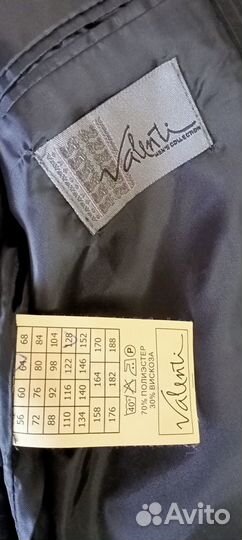 Valenti
MEN'S COLLECTION
56 60 64 68
72 76 80 84
88 92 98 104
110 116 122 128
134 140 146 152
158 164 170
176 182 188
40° P
70% ПОЛИЭСТЕР
30% ВИСКОЗА
Valenti
Avito